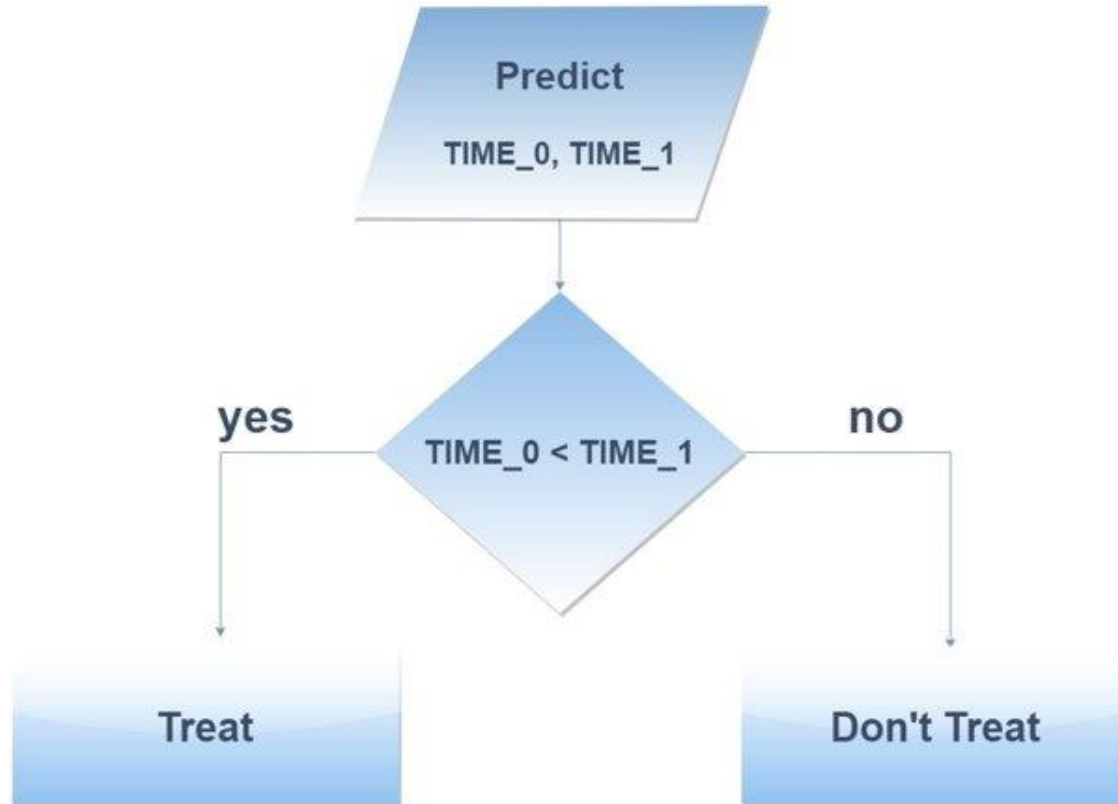 Predict
TIME_0, TIME_1
yes
no
TIME_0 < TIME_1
Treat
Don't Treat